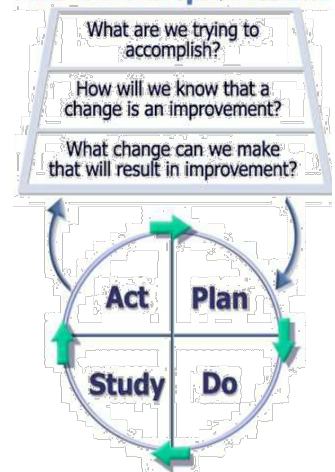 What are we trying to
accomplish?
How will we know that a
change is an improvement?
What change can we make
that will result in improvement?
Act Plan
Study Do